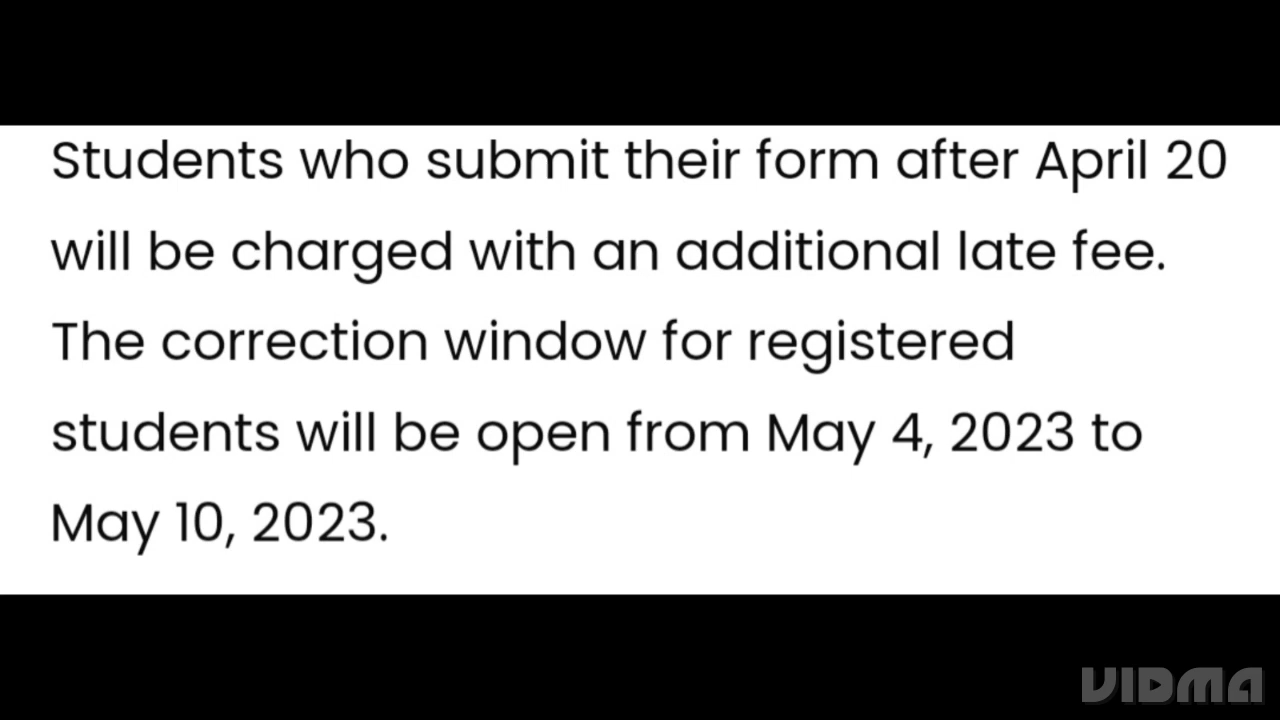 Students who submit their form after April 20
will be charged with an additional late fee.
The correction window for registered
students will be open from May 4, 2023 to
May 10, 2023.
VIDMA